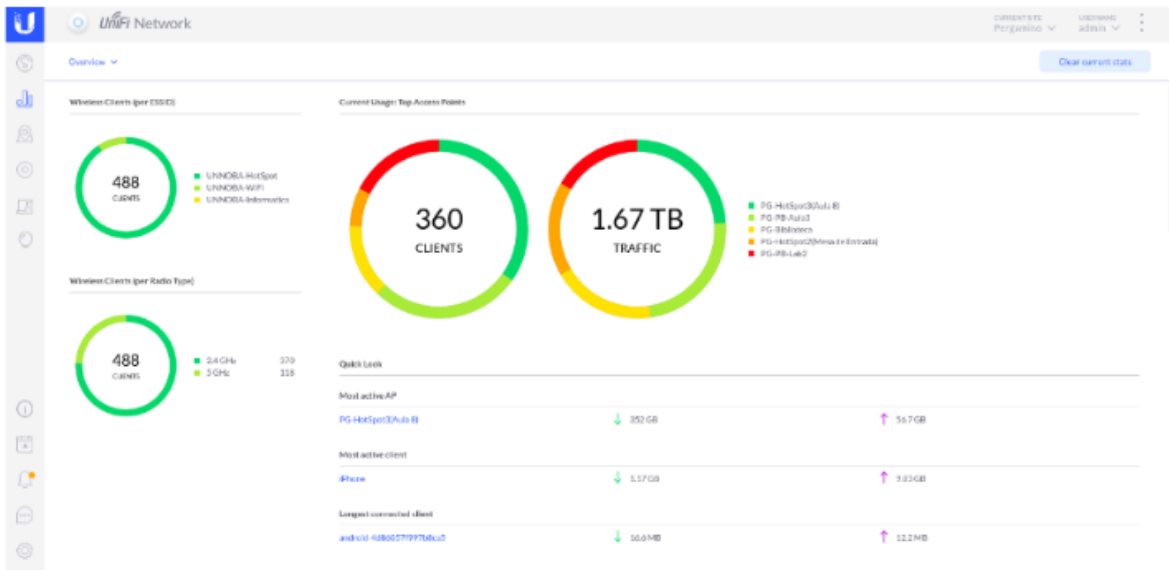 UniFi Network
CURRENT SITE
Pergamino
USERNAME
admin
Overview
Clear current stats
Wireless Clients (per ESSID)
488
CLIENTS
UNNOBA-HotSpot
UNNOBA-WiFi
UNNOBA-Informatica
Wireless Clients (per Radio Type)
488
CLIENTS
2.4 GHz 370
5 GHz 118
Current Usage: Top Access Points
360
CLIENTS
1.67 TB
TRAFFIC
PG-HotSpot3(Aula 8)
PG-PB-Aula3
PG-Biblioteca
PG-HotSpot2(Mesa de Entrada)
PG-PB-Lab2
Quick Look
Most active AP
PG-HotSpot3(Aula 8) 352 GB 56.7 GB
Most active client
iPhone 1.17 GB 9.83 GB
Longest connected client
16.6 MB 12.2 MB